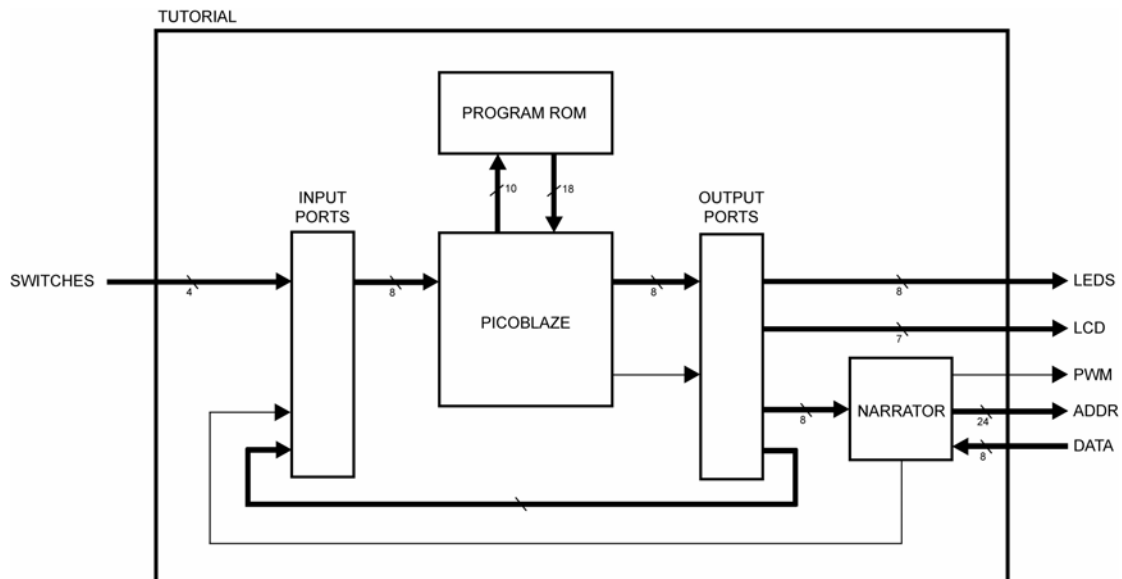 TUTORIAL
PROGRAM ROM
10
18
INPUT
PORTS
OUTPUT
PORTS
SWITCHES
4
8
PICOBLAZE
8
8
LEDS
7
LCD
PWM
8
NARRATOR
24
ADDR
8
DATA